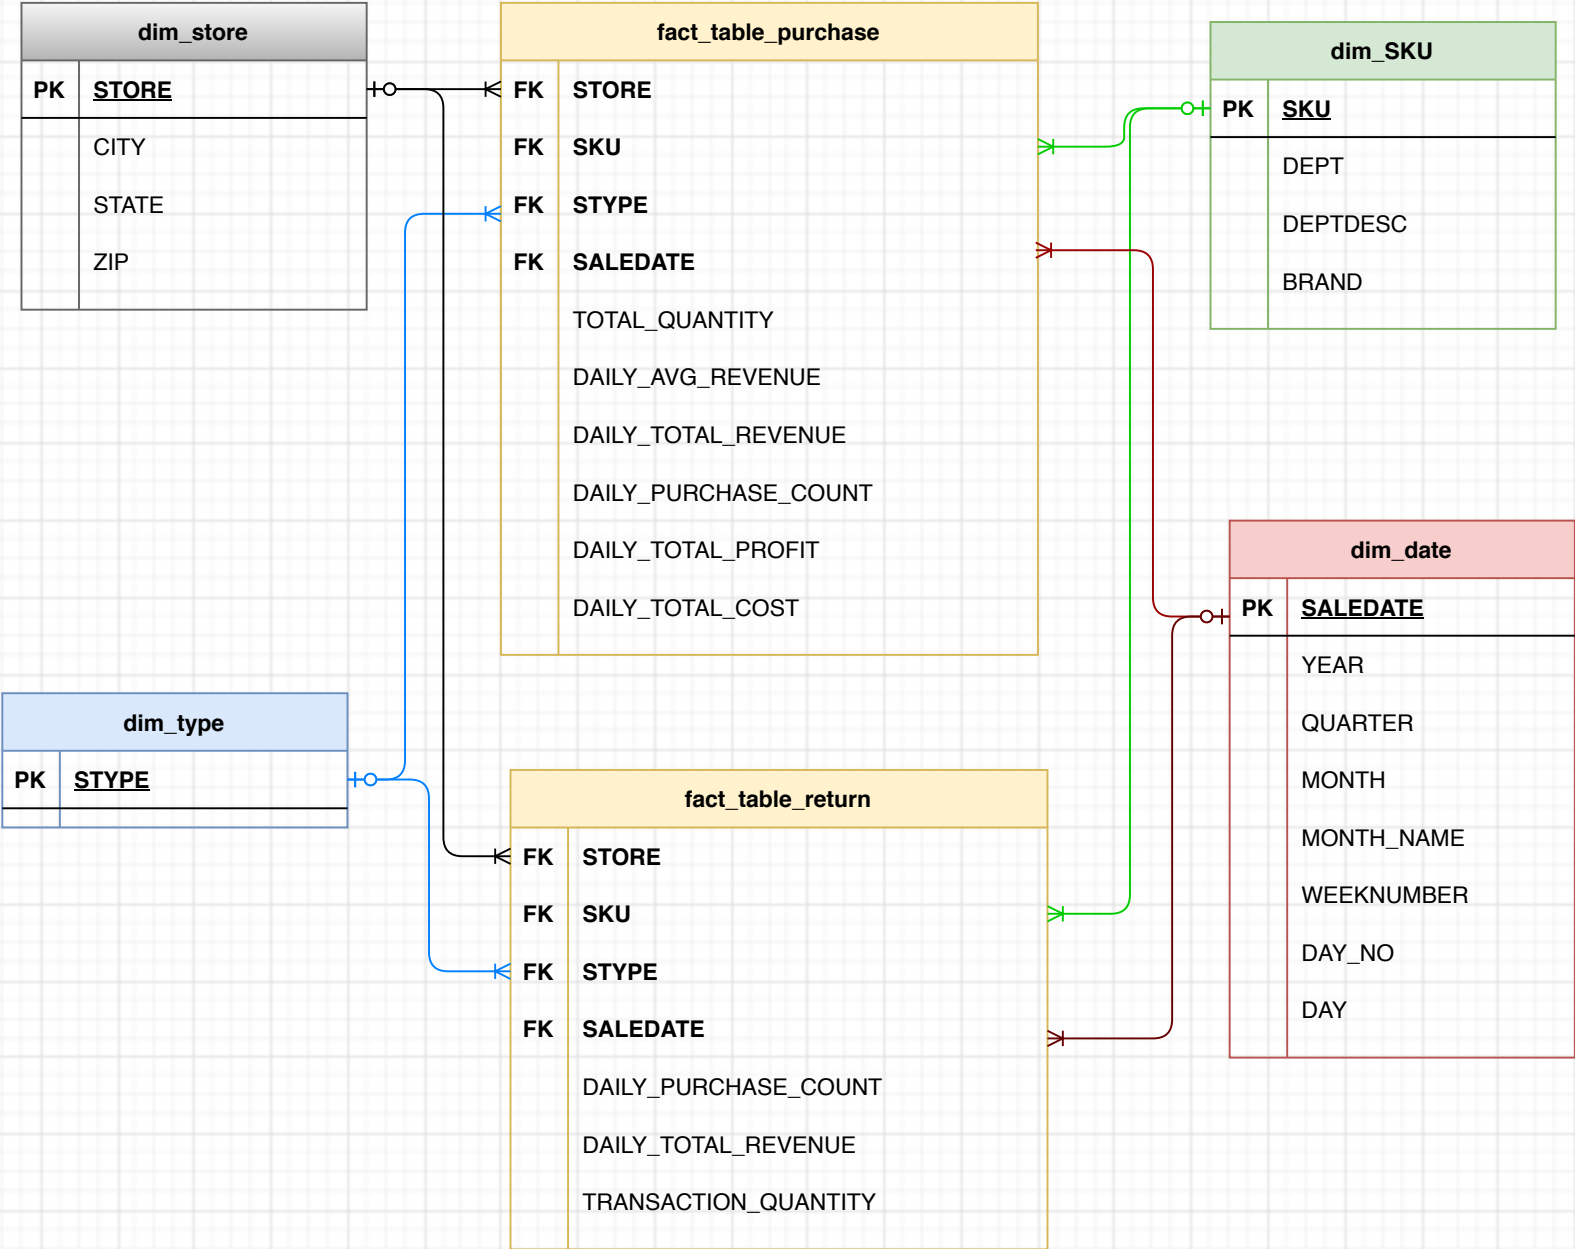 dim_store
PK STORE
CITY
STATE
ZIP
fact_table_purchase
FK STORE
FK SKU
FK STYPE
FK SALEDATE
TOTAL_QUANTITY
DAILY_AVG_REVENUE
DAILY_TOTAL_REVENUE
DAILY_PURCHASE_COUNT
DAILY_TOTAL_PROFIT
DAILY_TOTAL_COST
dim_SKU
PK SKU
DEPT
DEPTDESC
BRAND
dim_date
PK SALEDATE
YEAR
QUARTER
MONTH
MONTH_NAME
WEEKNUMBER
DAY_NO
DAY
dim_type
PK STYPE
fact_table_return
FK STORE
FK SKU
FK STYPE
FK SALEDATE
DAILY_PURCHASE_COUNT
DAILY_TOTAL_REVENUE
TRANSACTION_QUANTITY